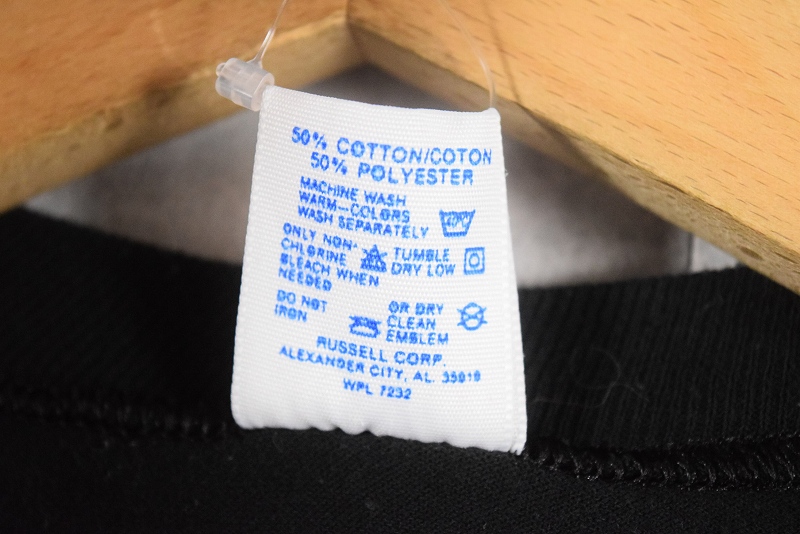 50% COTTON/COTON
50% POLYESTER
MACHINE WASH
WARM-COLORS
WASH SEPARATELY
ONLY NON-
CHLORINE
BLEACH WHEN
NEEDED
TUMBLE
DRY LOW
DO NOT
IRON
OR DRY
CLEAN
EMBLEM
RUSSELL CORP.
ALEXANDER CITY, AL. 35010
WPL 7232